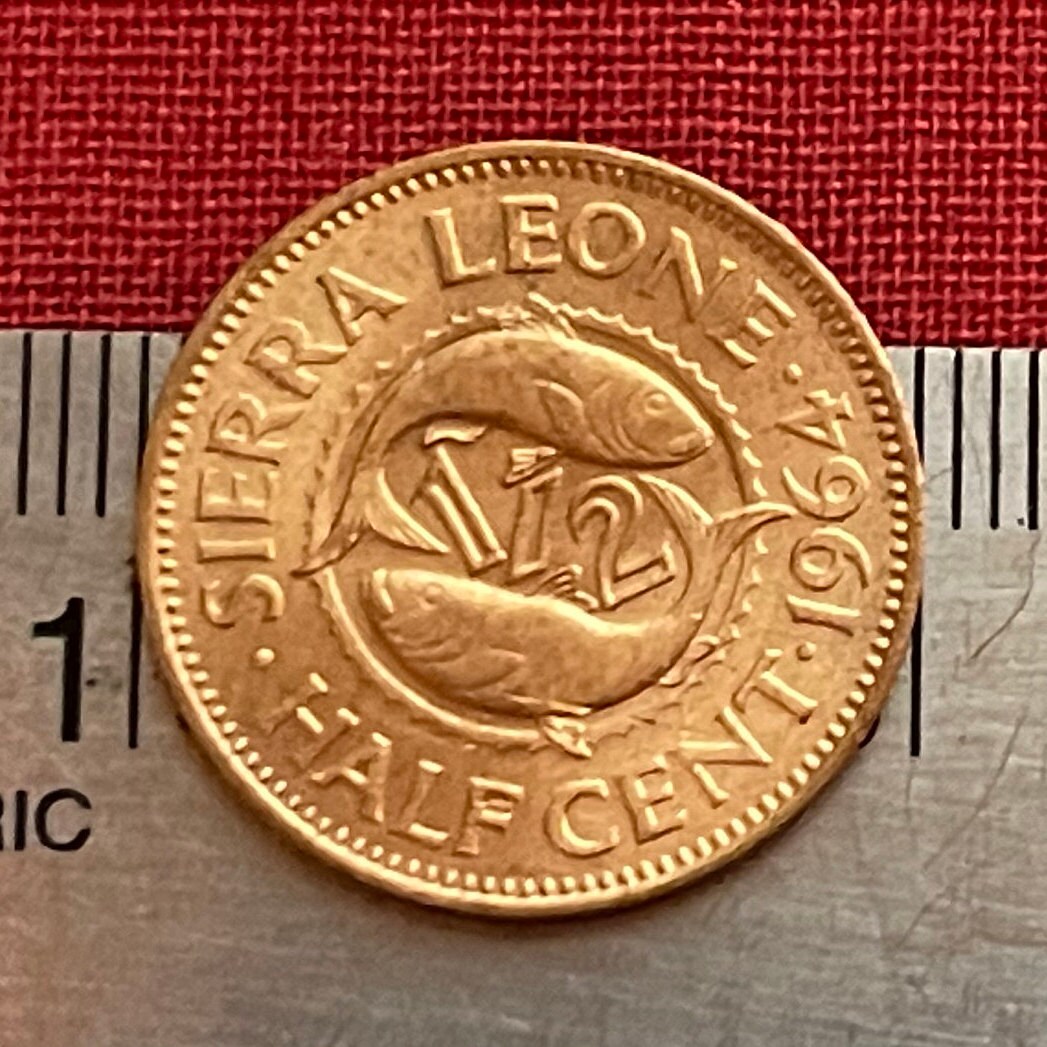 SIERRA LEONE · 1964 ·
1/2
HALF CENT ·
1
RIC